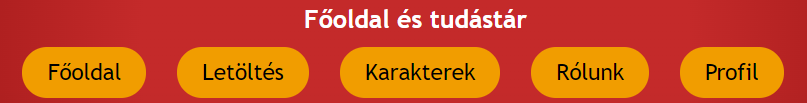 Főoldal és tudástár
Főoldal Letöltés Karakterek Rólunk Profil